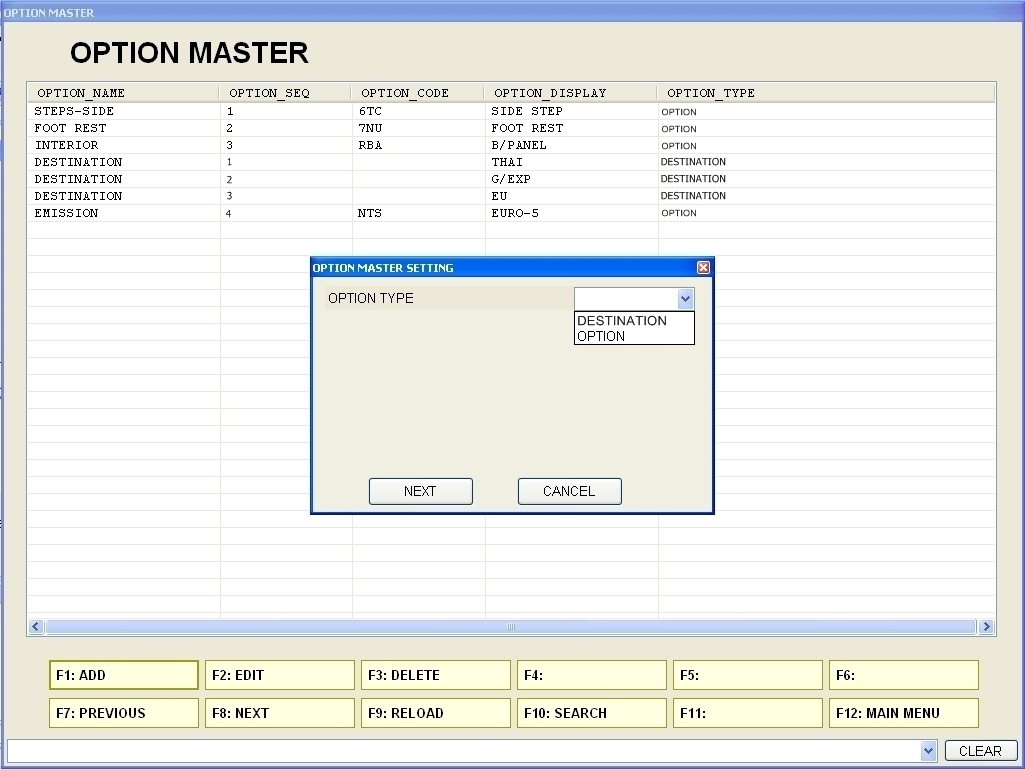 OPTION MASTER
OPTION MASTER
OPTION_NAME OPTION_SEQ OPTION_CODE OPTION_DISPLAY OPTION_TYPE
STEPS-SIDE 1 6TC SIDE STEP OPTION
FOOT REST 2 7NU FOOT REST OPTION
INTERIOR 3 RBA B/PANEL OPTION
DESTINATION 1 THAI DESTINATION
DESTINATION 2 G/EXP DESTINATION
DESTINATION 3 EU DESTINATION
EMISSION 4 NTS EURO-5 OPTION
OPTION MASTER SETTING
OPTION TYPE
DESTINATION
OPTION
NEXT CANCEL
F1: ADD F2: EDIT F3: DELETE F4: F5: F6:
F7: PREVIOUS F8: NEXT F9: RELOAD F10: SEARCH F11: F12: MAIN MENU
CLEAR